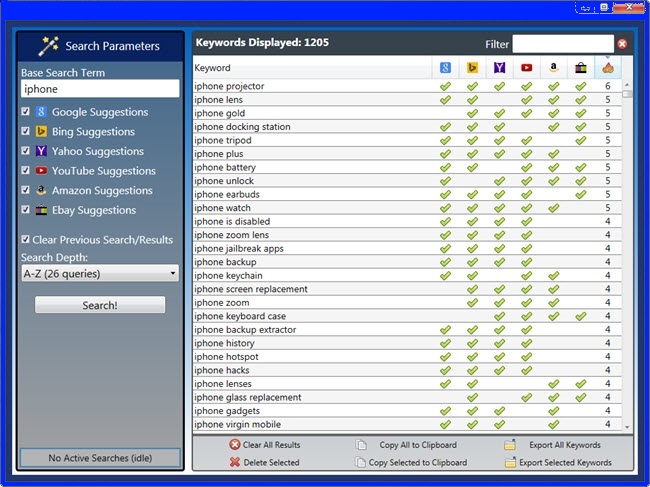 Search Parameters
Base Search Term
iphone
Google Suggestions
Bing Suggestions
Yahoo Suggestions
YouTube Suggestions
Amazon Suggestions
Ebay Suggestions
Clear Previous Search/Results
Search Depth:
A-Z (26 queries)
Search!
No Active Searches (idle)
Keywords Displayed: 1205 Filter
Keyword
iphone projector 6
iphone lens 5
iphone gold 5
iphone docking station 5
iphone tripod 5
iphone plus 5
iphone battery 5
iphone unlock 5
iphone earbuds 5
iphone watch 5
iphone is disabled 4
iphone zoom lens 4
iphone jailbreak apps 4
iphone backup 4
iphone keychain 4
iphone screen replacement 4
iphone zoom 4
iphone keyboard case 4
iphone backup extractor 4
iphone history 4
iphone hotspot 4
iphone hacks 4
iphone lenses 4
iphone glass replacement 4
iphone gadgets 4
iphone virgin mobile 4
Clear All Results Copy All to Clipboard Export All Keywords
Delete Selected Copy Selected to Clipboard Export Selected Keywords